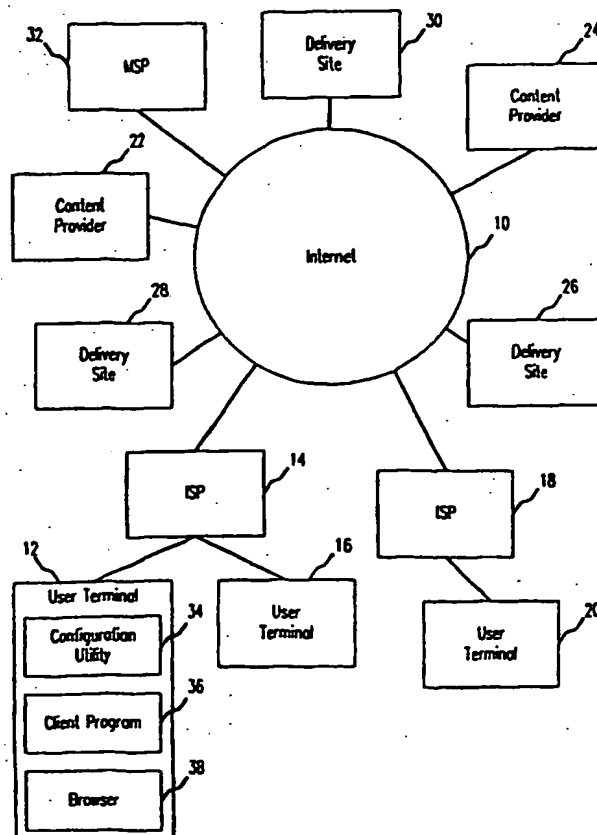 32
MSP
30
Delivery
Site
24
Content
Provider
22
Content
Provider
10
Internet
28
Delivery
Site
26
Delivery
Site
14
ISP
18
ISP
12
User Terminal
34
Configuration
Utility
36
Client Program
38
Browser
16
User
Terminal
20
User
Terminal